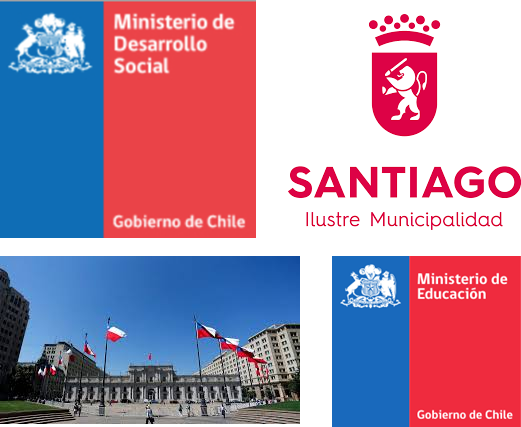 Ministerio de
Desarrollo
Social
Gobierno de Chile
SANTIAGO
Ilustre Municipalidad
Ministerio de
Educación
Gobierno de Chile